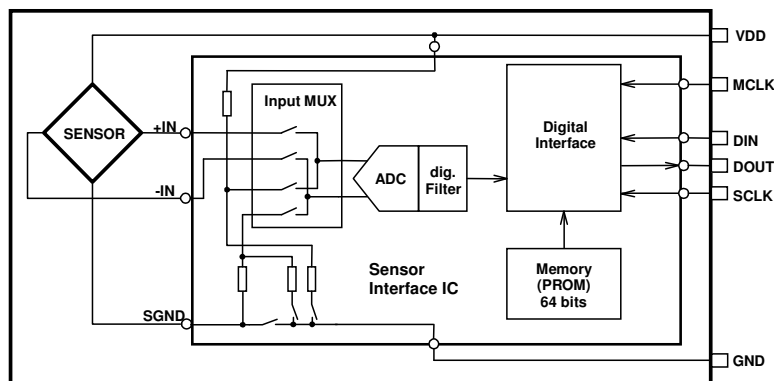 VDD
MCLK
Input MUX
SENSOR
+IN
Digital
Interface
DIN
DOUT
-IN
ADC
dig.
Filter
SCLK
Sensor
Interface IC
Memory
(PROM)
64 bits
SGND
GND